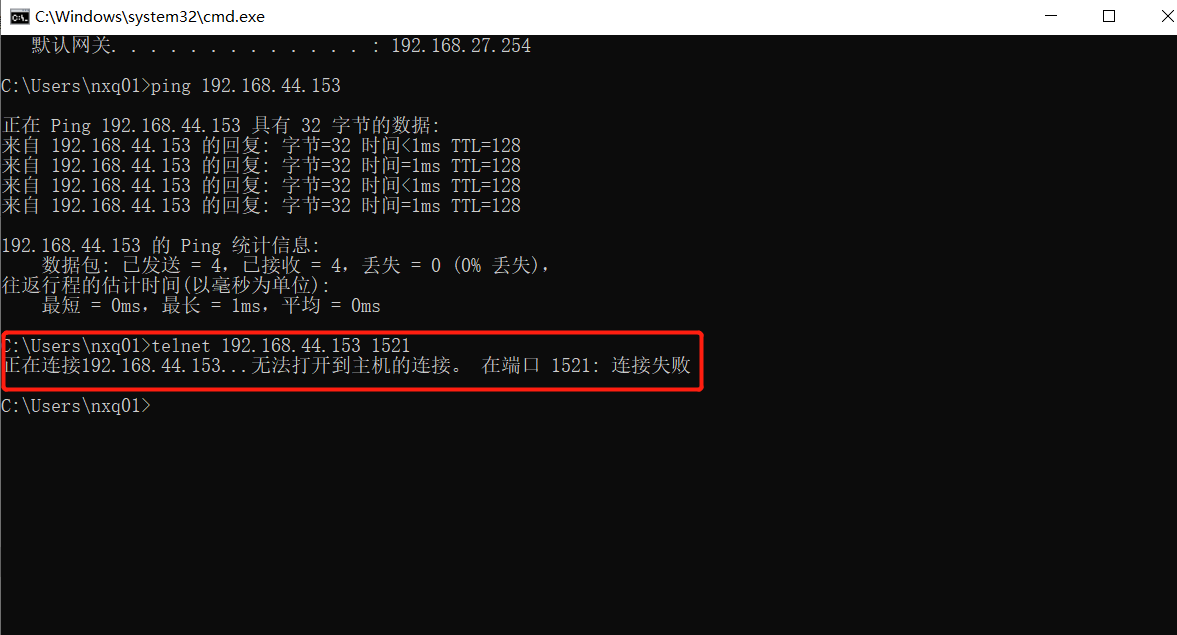 C:\Windows\system32\cmd.exe
默认网关. . . . . . . . . . . . . : 192.168.27.254
C:\Users\nxq01>ping 192.168.44.153
正在 Ping 192.168.44.153 具有 32 字节的数据:
来自 192.168.44.153 的回复: 字节=32 时间<1ms TTL=128
来自 192.168.44.153 的回复: 字节=32 时间=1ms TTL=128
来自 192.168.44.153 的回复: 字节=32 时间<1ms TTL=128
来自 192.168.44.153 的回复: 字节=32 时间=1ms TTL=128
192.168.44.153 的 Ping 统计信息:
数据包: 已发送 = 4，已接收 = 4，丢失 = 0 (0% 丢失)，
往返行程的估计时间(以毫秒为单位):
最短 = 0ms，最长 = 1ms，平均 = 0ms
C:\Users\nxq01>telnet 192.168.44.153 1521
正在连接192.168.44.153...无法打开到主机的连接。 在端口 1521: 连接失败
C:\Users\nxq01>